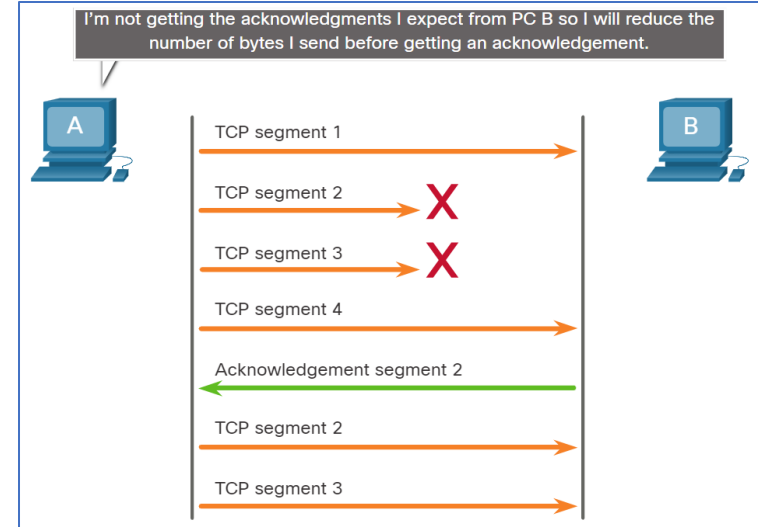 I'm not getting the acknowledgments I expect from PC B so I will reduce the
number of bytes I send before getting an acknowledgement.
A
B
TCP segment 1
TCP segment 2
X
TCP segment 3
X
TCP segment 4
Acknowledgement segment 2
TCP segment 2
TCP segment 3